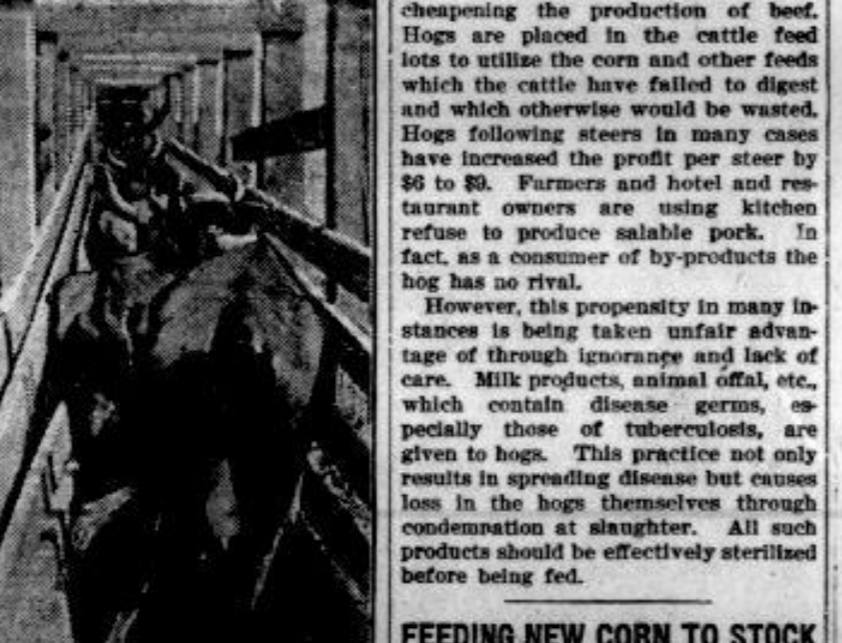 cheapening the production of beef.
Hogs are placed in the cattle feed
lots to utilize the corn and other feeds
which the cattle have failed to digest
and which otherwise would be wasted.
Hogs following steers in many cases
have increased the profit per steer by
$6 to $9. Farmers and hotel and res-
taurant owners are using kitchen
refuse to produce salable pork. In
fact, as a consumer of by-products the
hog has no rival.
However, this propensity in many in-
stances is being taken unfair advan-
tage of through ignorance and lack of
care. Milk products, animal offal, etc.,
which contain disease germs, es-
pecially those of tuberculosis, are
given to hogs. This practice not only
results in spreading disease but causes
loss in the hogs themselves through
condemnation at slaughter. All such
products should be effectively sterilized
before being fed.
FEEDING NEW CORN TO STOCK